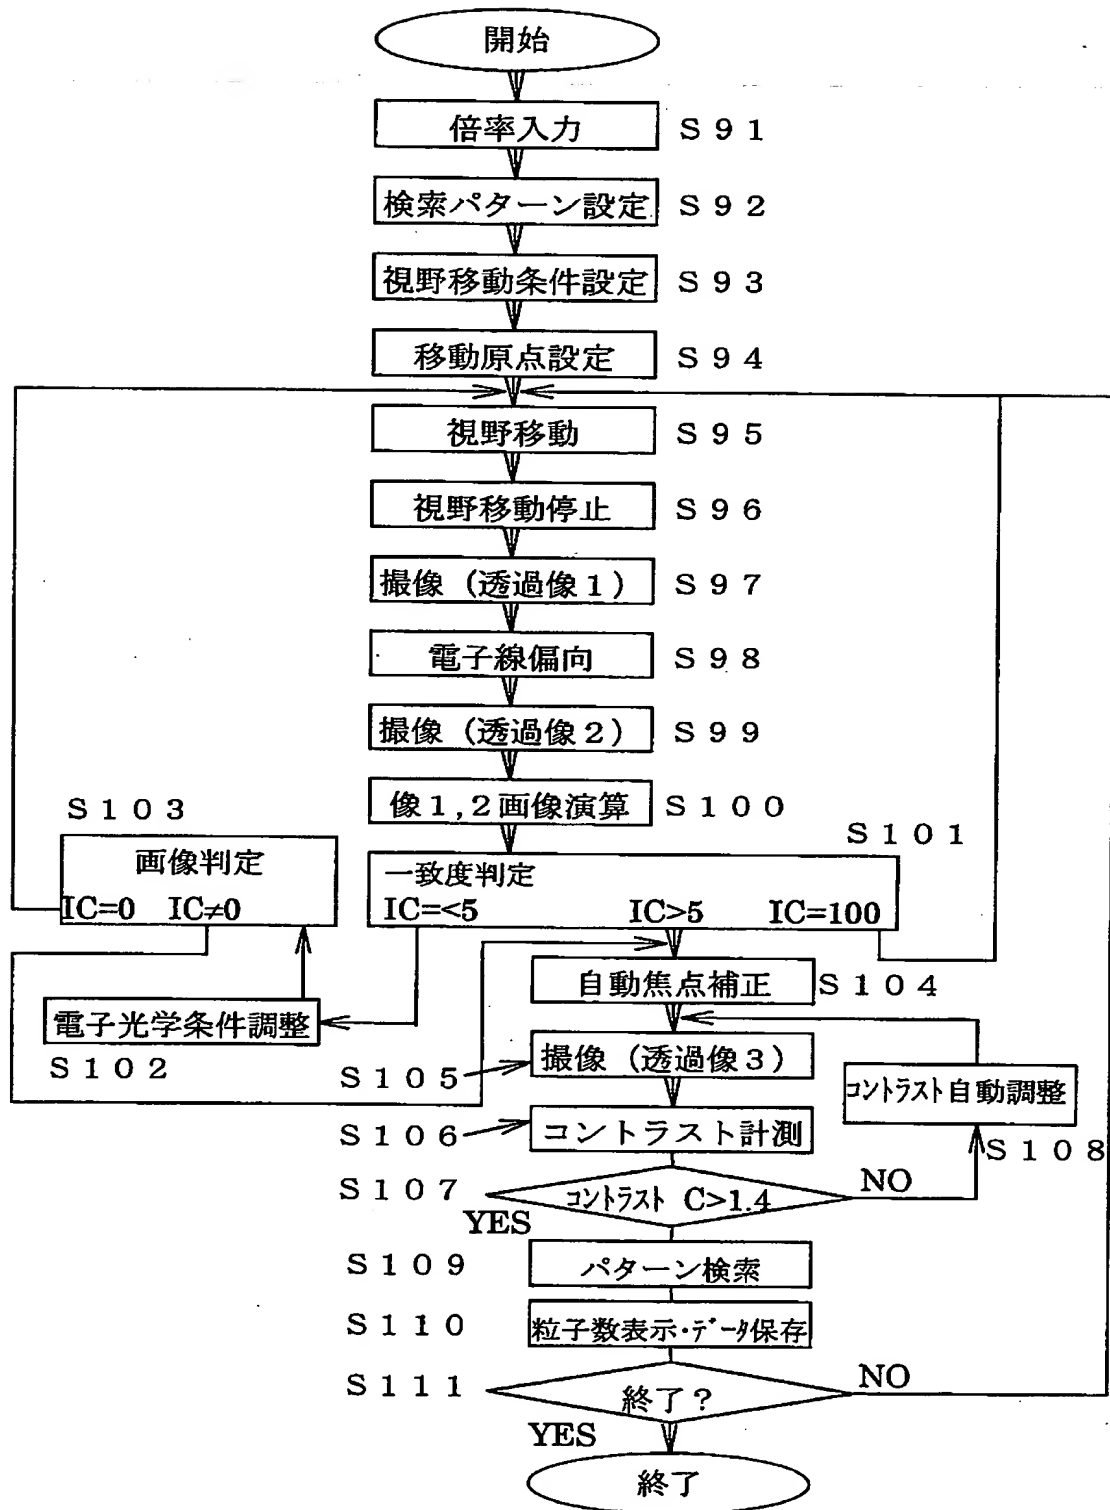 開始
倍率入力 S91
検索パターン設定 S92
視野移動条件設定 S93
移動原点設定 S94
視野移動 S95
視野移動停止 S96
撮像（透過像1） S97
電子線偏向 S98
撮像（透過像2） S99
像1,2画像演算 S100
S103
画像判定
IC=0 IC≠0
S101
一致度判定
IC=<5 IC>5 IC=100
電子光学条件調整
S102
自動焦点補正 S104
S105 撮像（透過像3）
コントラスト自動調整
S108
S106 コントラスト計測
S107 コントラスト C>1.4 NO
YES
S109 パターン検索
S110 粒子数表示・データ保存
S111 終了? NO
YES
終了